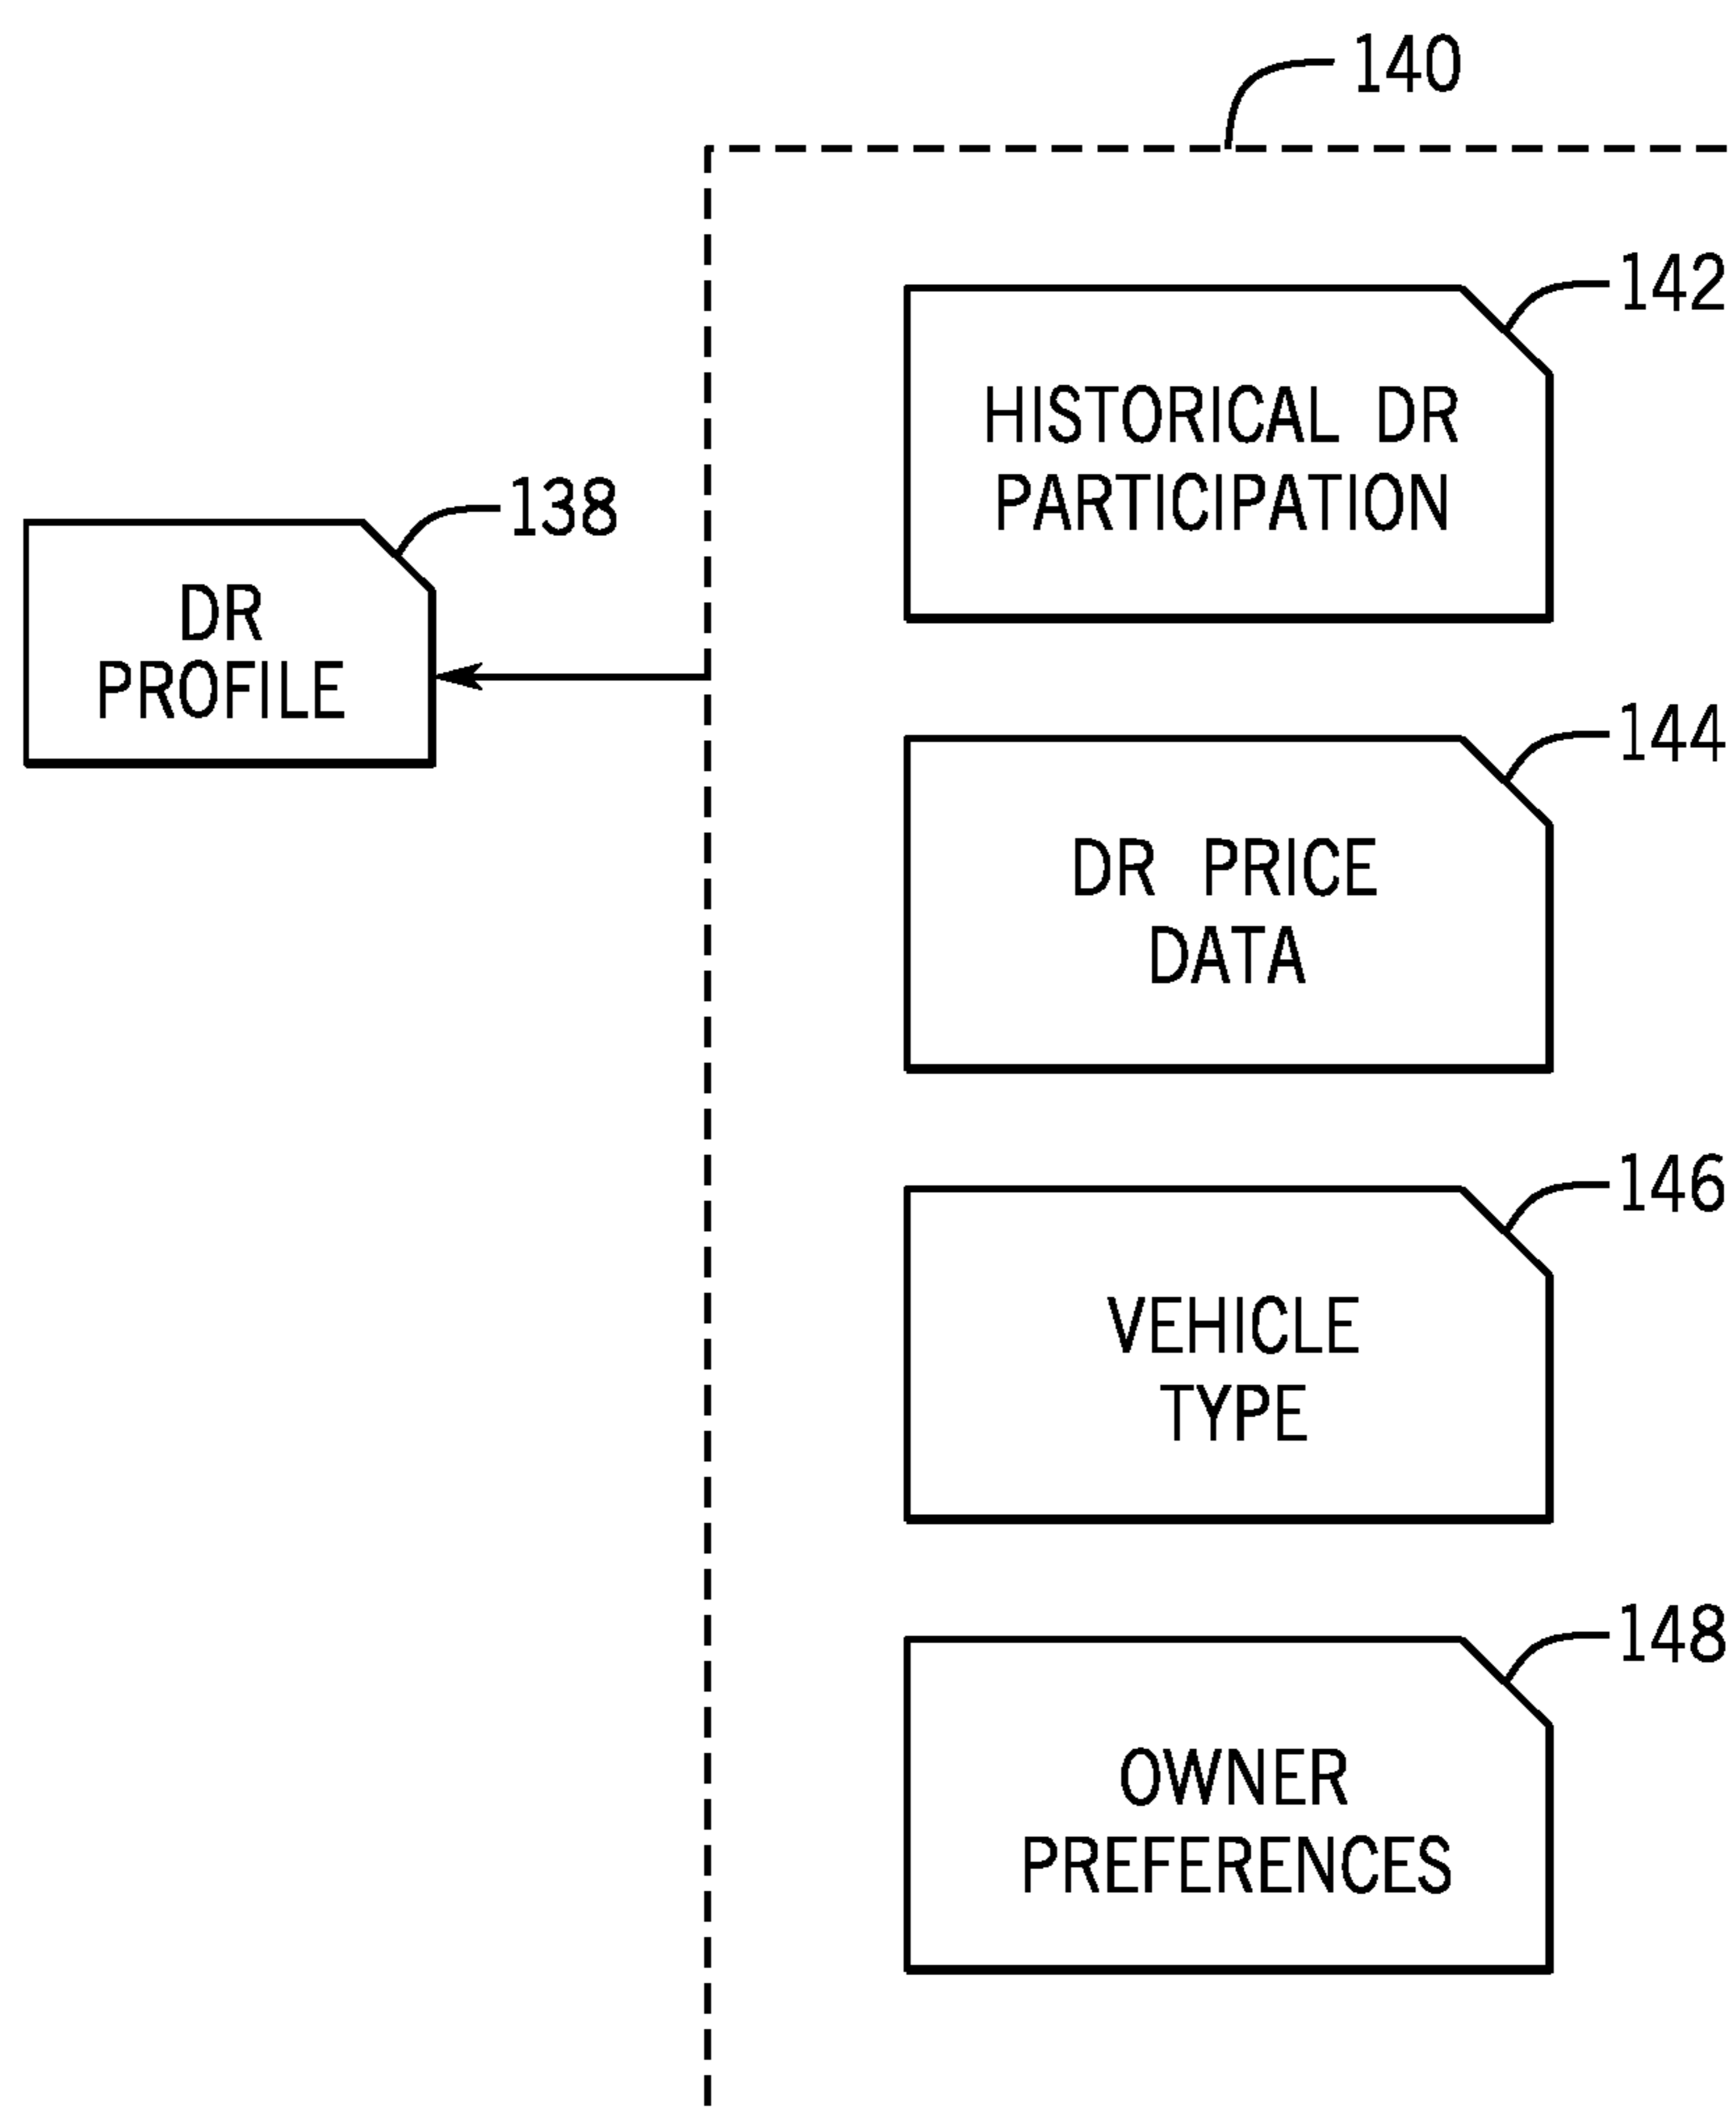 140
142
HISTORICAL DR
PARTICIPATION
138
DR
PROFILE
144
DR PRICE
DATA
146
VEHICLE
TYPE
148
OWNER
PREFERENCES